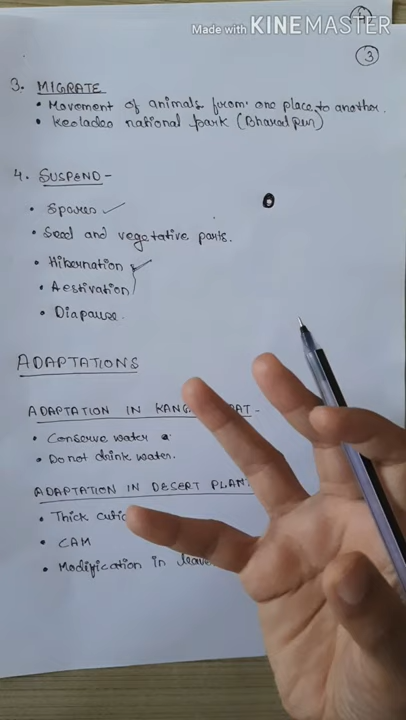 Made with KINEMASTER
3
3. MIGRATE
• Movement of animals from one place to another.
• Keoladeo national park (Bharatpur)
4. SUSPEND -
• Spores
• Seed and vegetative parts.
• Hibernation
• Aestivation
• Diapause.
ADAPTATIONS
ADAPTATION IN
• Conserve water
• Do not drink water.
ADAPTATION IN DESERT
• Thick
• CAM
• Modification in